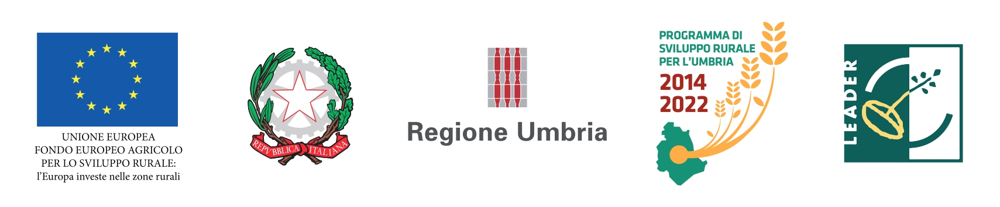 UNIONE EUROPEA
FONDO EUROPEO AGRICOLO
PER LO SVILUPPO RURALE:
l'Europa investe nelle zone rurali
REPVBBLICA ITALIANA
Regione Umbria
PROGRAMMA DI
SVILUPPO RURALE
PER L'UMBRIA
2014
2022
LEADER